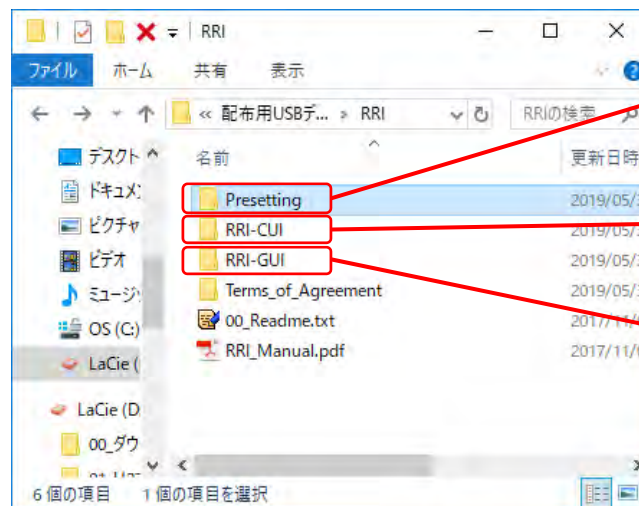 RRI
ファイル ホーム 共有 表示
« 配布用USBデ... > RRI
RRIの検索
デスクト
ドキュメ
ピクチャ
ビデオ
ミュージ
OS (C:)
LaCie (
LaCie (D
00_ダウ
名前 更新日時
Presetting 2019/05/
RRI-CUI 2019/05/
RRI-GUI 2019/05/
Terms_of_Agreement 2019/05/
00_Readme.txt 2017/11/
RRI_Manual.pdf 2017/11/
6 個の項目 1 個の項目を選択